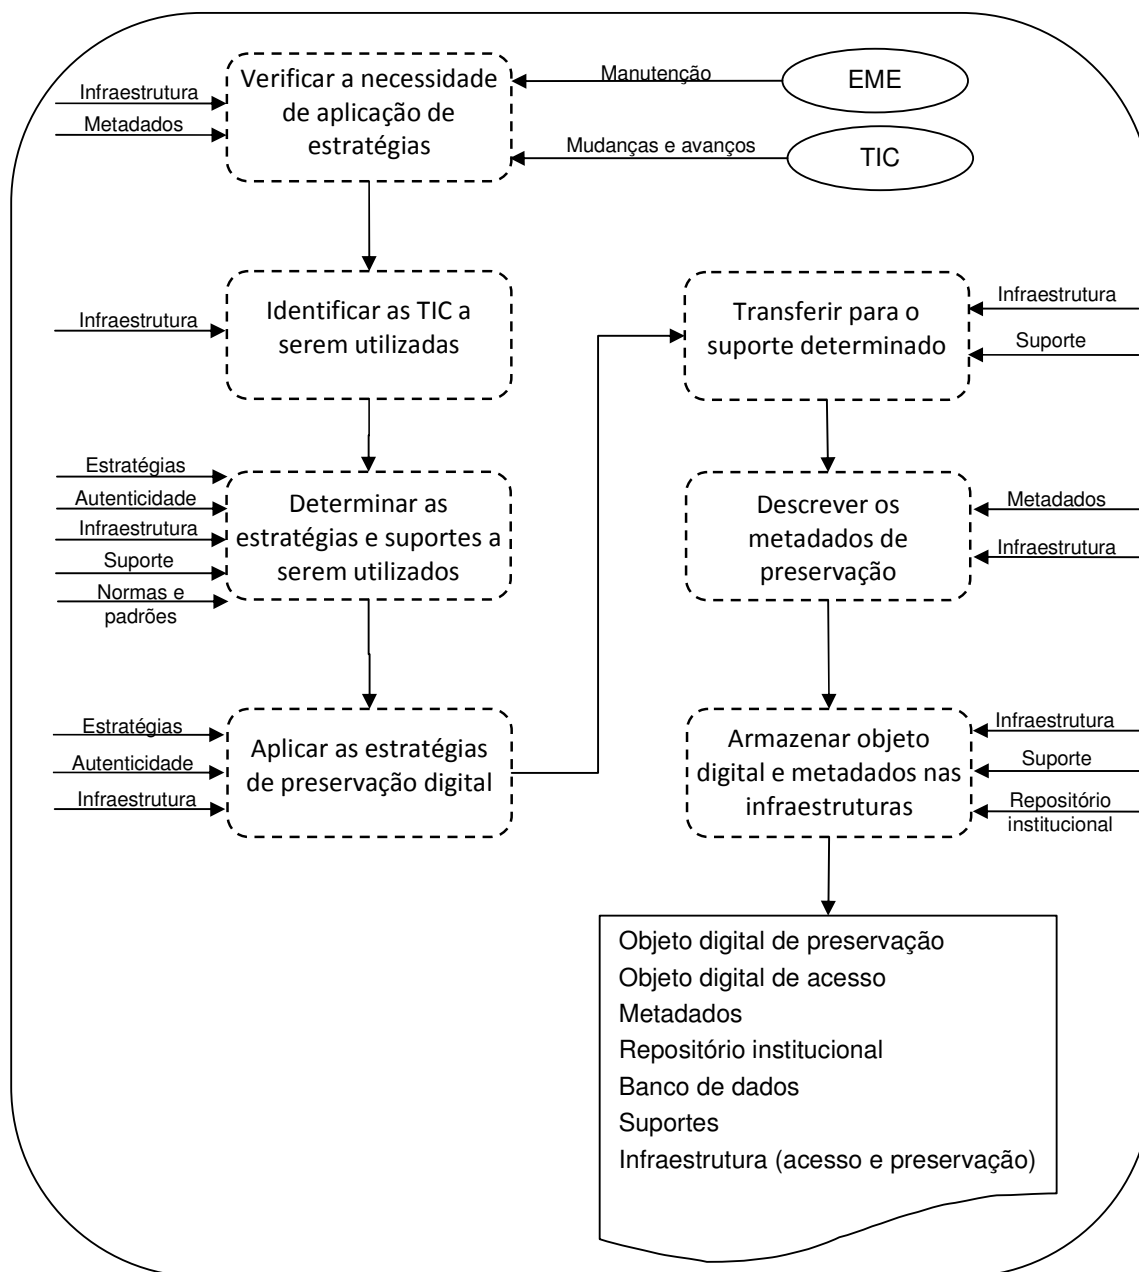 Verificar a necessidade
de aplicação de
estratégias
Infraestrutura
Metadados
Manutenção
EME
Mudanças e avanços
TIC
Identificar as TIC a
serem utilizadas
Infraestrutura
Estratégias
Autenticidade
Infraestrutura
Suporte
Normas e
padrões
Determinar as
estratégias e suportes a
serem utilizados
Estratégias
Autenticidade
Infraestrutura
Aplicar as estratégias
de preservação digital
Transferir para o
suporte determinado
Infraestrutura
Suporte
Descrever os
metadados de
preservação
Metadados
Infraestrutura
Armazenar objeto
digital e metadados nas
infraestruturas
Infraestrutura
Suporte
Repositório
institucional
Objeto digital de preservação
Objeto digital de acesso
Metadados
Repositório institucional
Banco de dados
Suportes
Infraestrutura (acesso e preservação)